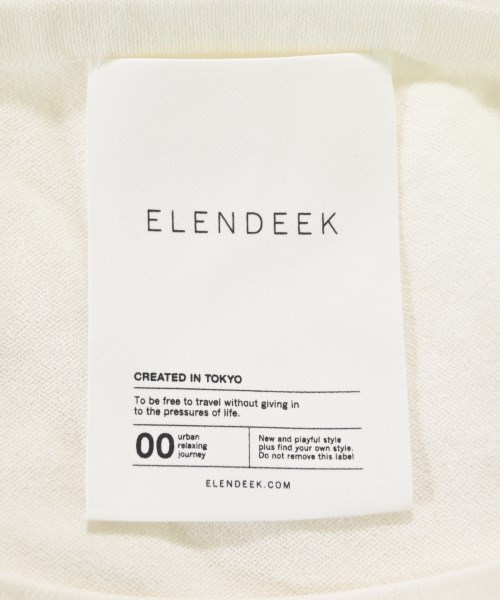 ELENDEEK
CREATED IN TOKYO
To be free to travel without giving in
to the pressures of life.
00
urban
relaxing
journey
New and playful style
plus find your own style.
Do not remove this label
ELENDEEK.COM